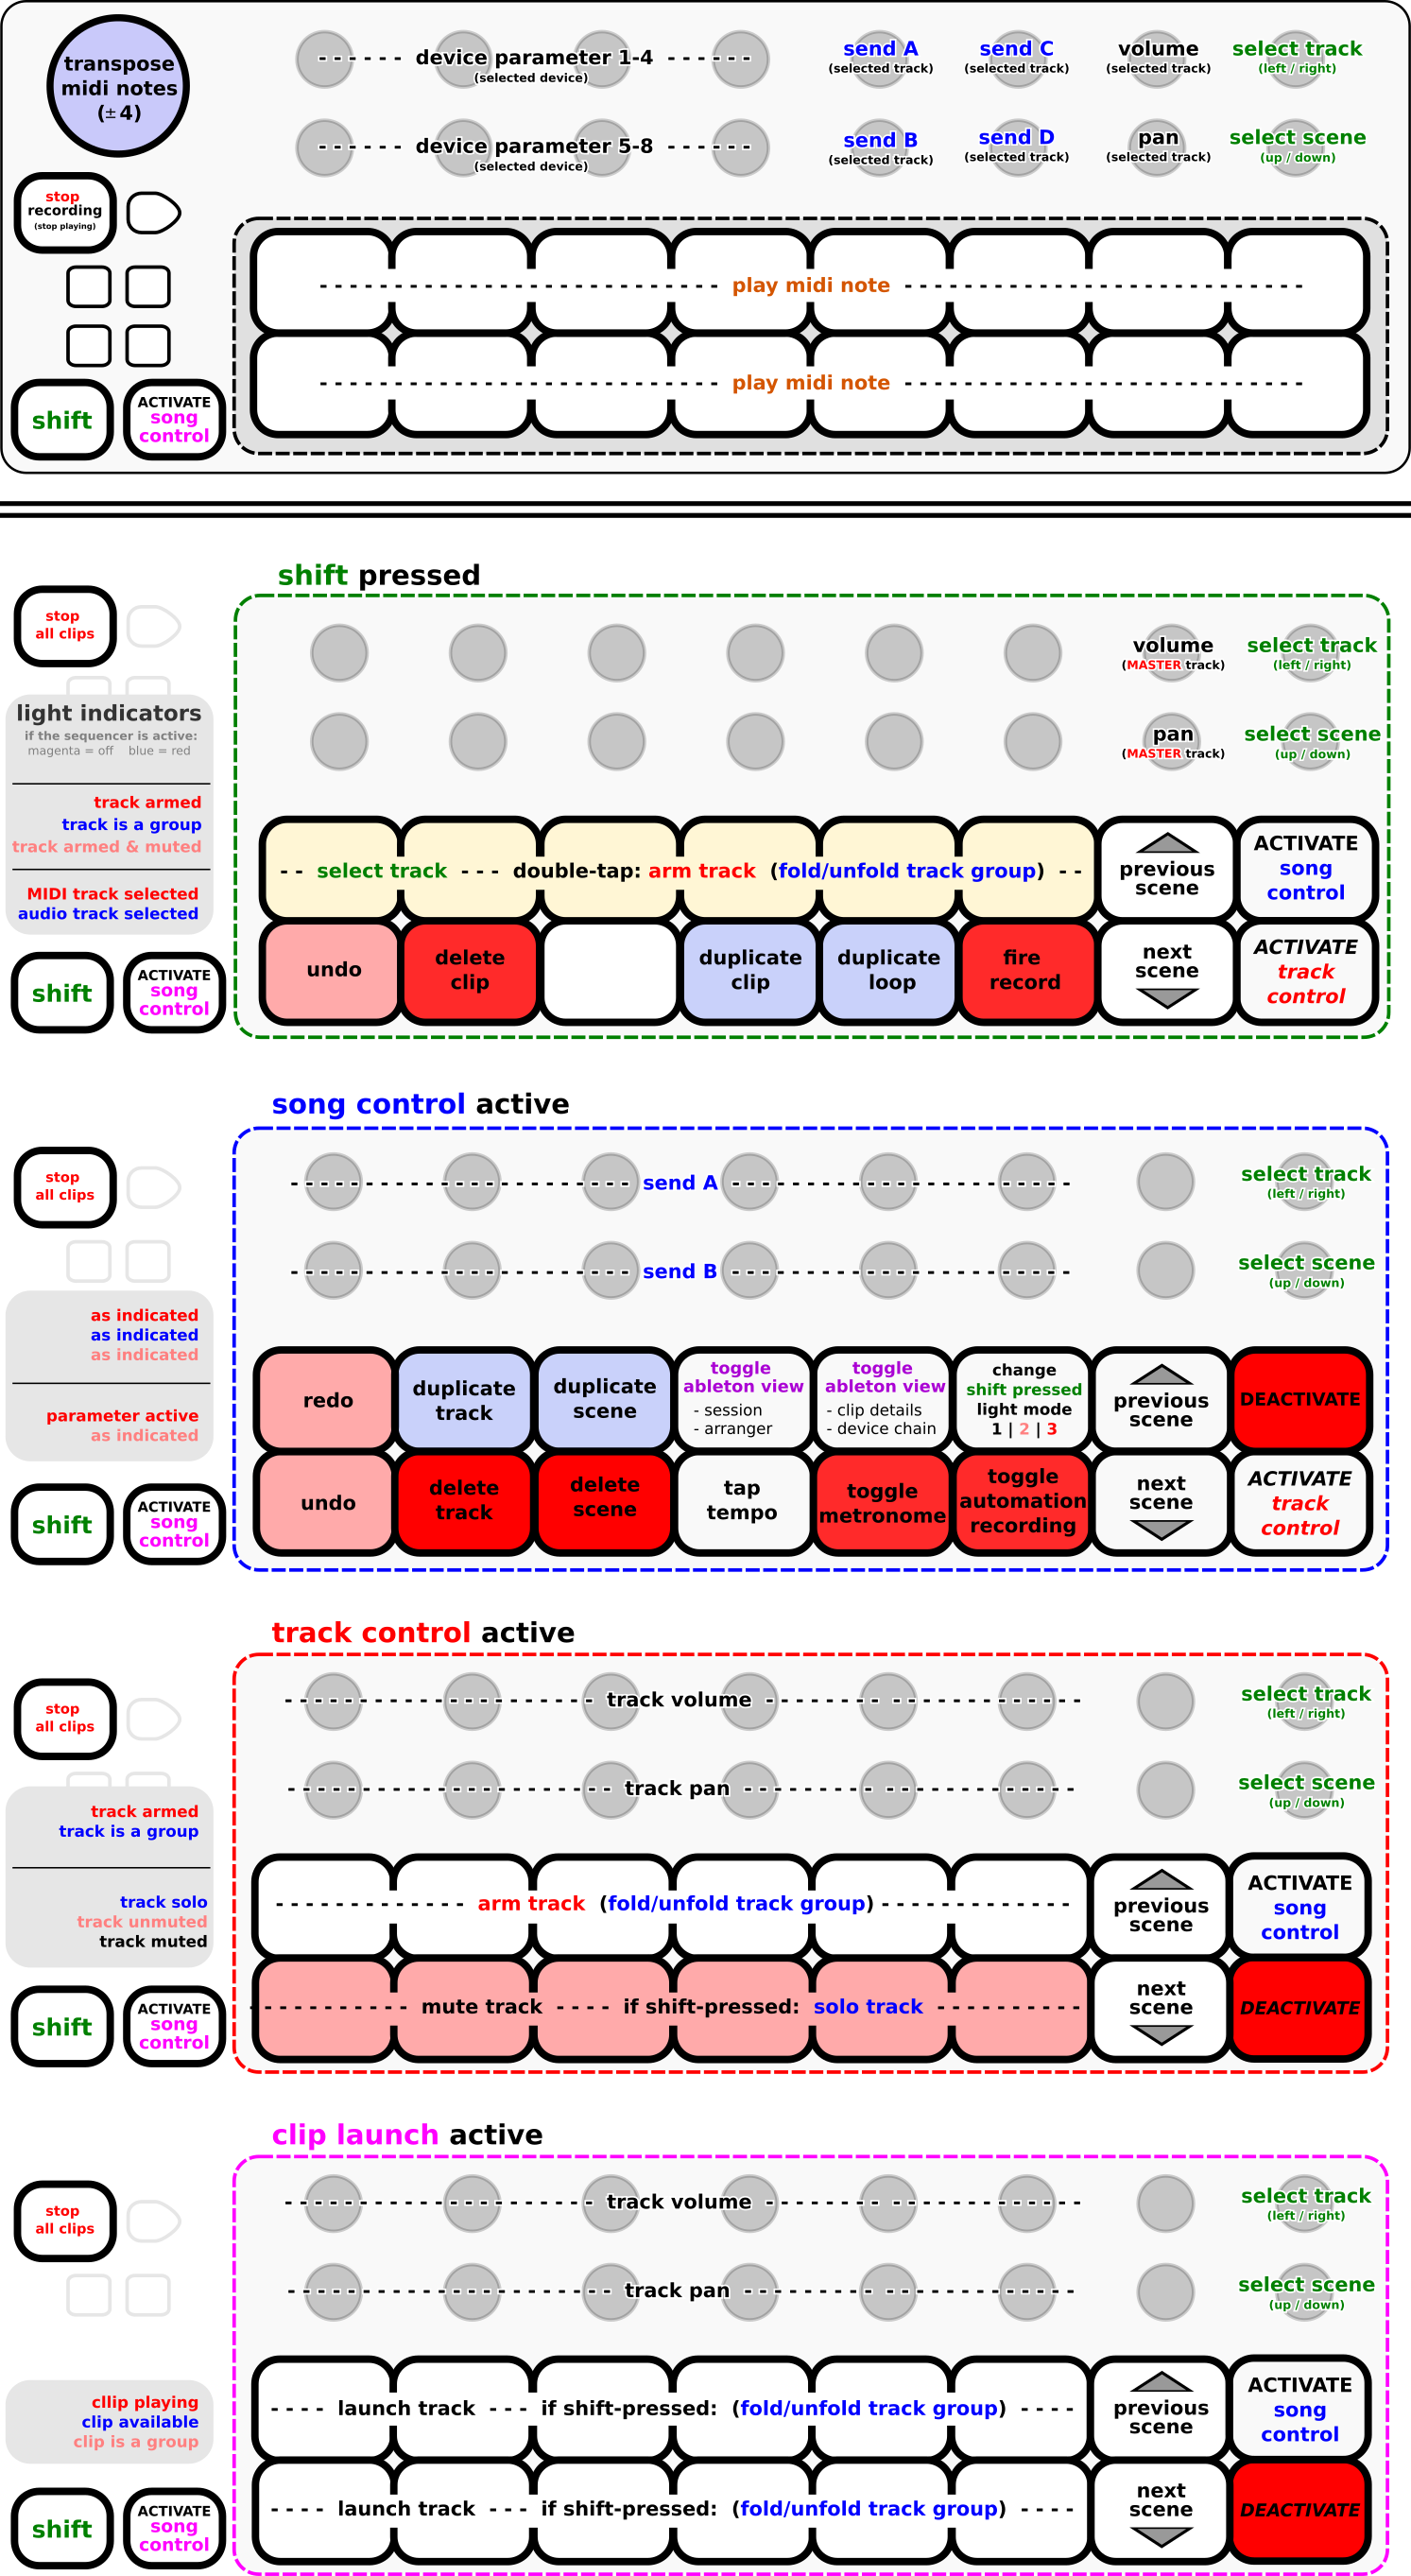 transpose
midi notes
(±4)
------ device parameter 1-4 ------
(selected device)
send A
(selected track)
send C
(selected track)
volume
(selected track)
select track
(left / right)
------ device parameter 5-8 ------
(selected device)
send B
(selected track)
send D
(selected track)
pan
(selected track)
select scene
(up / down)
stop
recording
(stop playing)
play midi note
play midi note
shift
ACTIVATE
song
control
shift pressed
stop
all clips
volume
(MASTER track)
select track
(left / right)
pan
(MASTER track)
select scene
(up / down)
light indicators
if the sequencer is active:
magenta = off blue = red
track armed
track is a group
track armed & muted
MIDI track selected
audio track selected
-- select track --- double-tap: arm track (fold/unfold track group) --
previous
scene
ACTIVATE
song
control
undo
delete
clip
duplicate
clip
duplicate
loop
fire
record
next
scene
ACTIVATE
track
control
shift
ACTIVATE
song
control
song control active
stop
all clips
send A
select track
(left / right)
send B
select scene
(up / down)
as indicated
as indicated
as indicated
parameter active
as indicated
redo
duplicate
track
duplicate
scene
toggle
ableton view
- session
- arranger
toggle
ableton view
- clip details
- device chain
change
shift pressed
light mode
1 | 2 | 3
previous
scene
DEACTIVATE
undo
delete
track
delete
scene
tap
tempo
toggle
metronome
toggle
automation
recording
next
scene
ACTIVATE
track
control
shift
ACTIVATE
song
control
track control active
stop
all clips
track volume
select track
(left / right)
track pan
select scene
(up / down)
track armed
track is a group
track solo
track unmuted
track muted
arm track (fold/unfold track group)
previous
scene
ACTIVATE
song
control
mute track ---- if shift-pressed: solo track
next
scene
DEACTIVATE
shift
ACTIVATE
song
control
clip launch active
stop
all clips
track volume
select track
(left / right)
track pan
select scene
(up / down)
cllip playing
clip available
clip is a group
---- launch track --- if shift-pressed: (fold/unfold track group) ----
previous
scene
ACTIVATE
song
control
---- launch track --- if shift-pressed: (fold/unfold track group) ----
next
scene
DEACTIVATE
shift
ACTIVATE
song
control